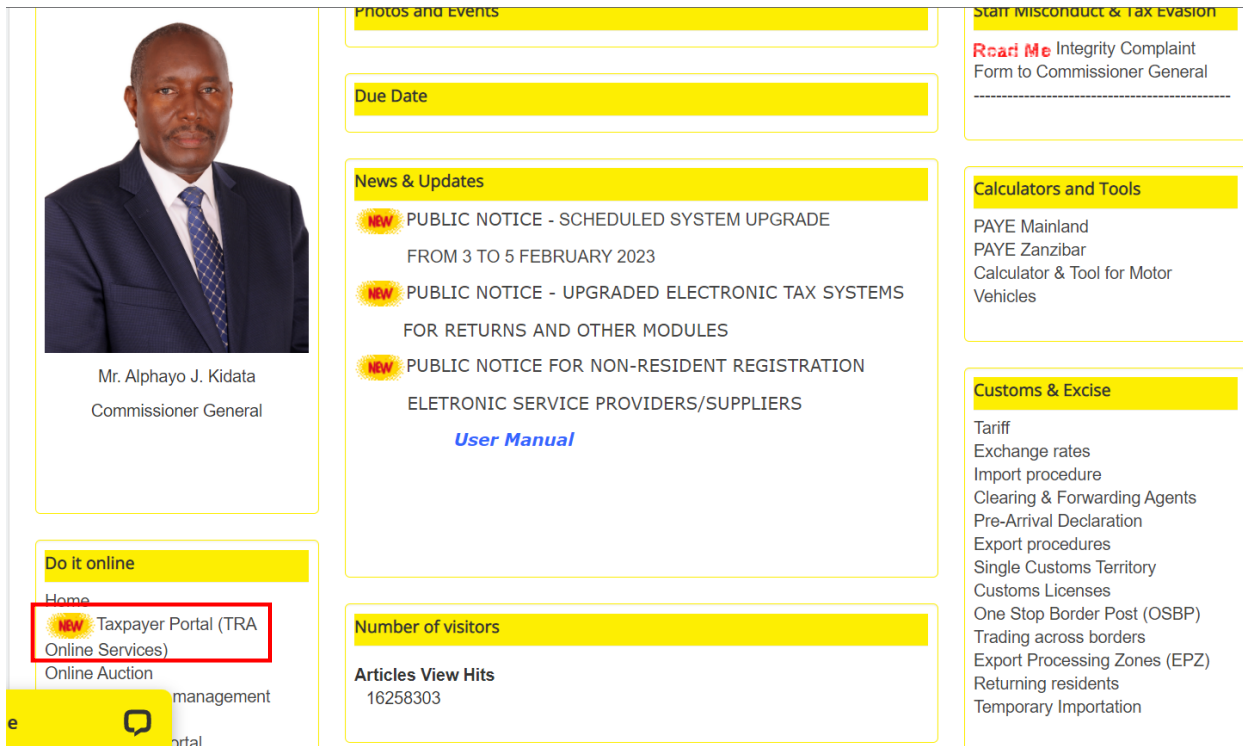 Mr. Alphayo J. Kidata
Commissioner General
Do it online
Home
NEW Taxpayer Portal (TRA
Online Services)
Online Auction
management
e
ortal
Photos and Events
Due Date
News & Updates
NEW PUBLIC NOTICE - SCHEDULED SYSTEM UPGRADE
FROM 3 TO 5 FEBRUARY 2023
NEW PUBLIC NOTICE - UPGRADED ELECTRONIC TAX SYSTEMS
FOR RETURNS AND OTHER MODULES
NEW PUBLIC NOTICE FOR NON-RESIDENT REGISTRATION
ELETRONIC SERVICE PROVIDERS/SUPPLIERS
User Manual
Number of visitors
Articles View Hits
16258303
Staff Misconduct & Tax Evasion
Read Me Integrity Complaint
Form to Commissioner General
----------------------------------------------
Calculators and Tools
PAYE Mainland
PAYE Zanzibar
Calculator & Tool for Motor
Vehicles
Customs & Excise
Tariff
Exchange rates
Import procedure
Clearing & Forwarding Agents
Pre-Arrival Declaration
Export procedures
Single Customs Territory
Customs Licenses
One Stop Border Post (OSBP)
Trading across borders
Export Processing Zones (EPZ)
Returning residents
Temporary Importation